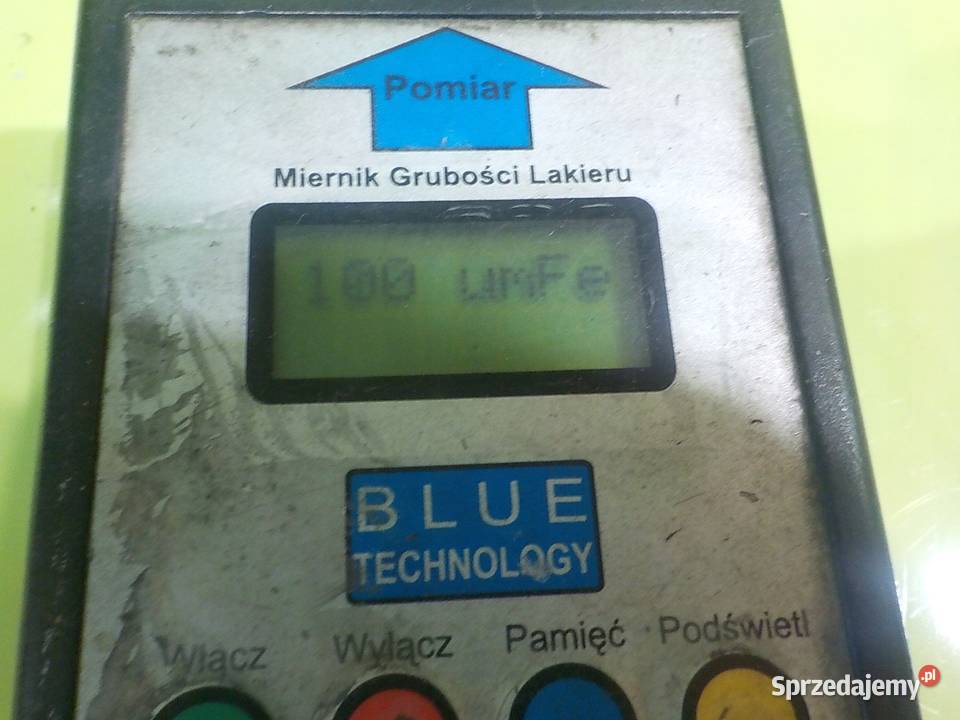 Pomiar
Miernik Grubości Lakieru
100 umFe
BLUE
TECHNOLOGY
Włącz Wyłącz Pamięć Podświetl
Sprzedajemy.pl